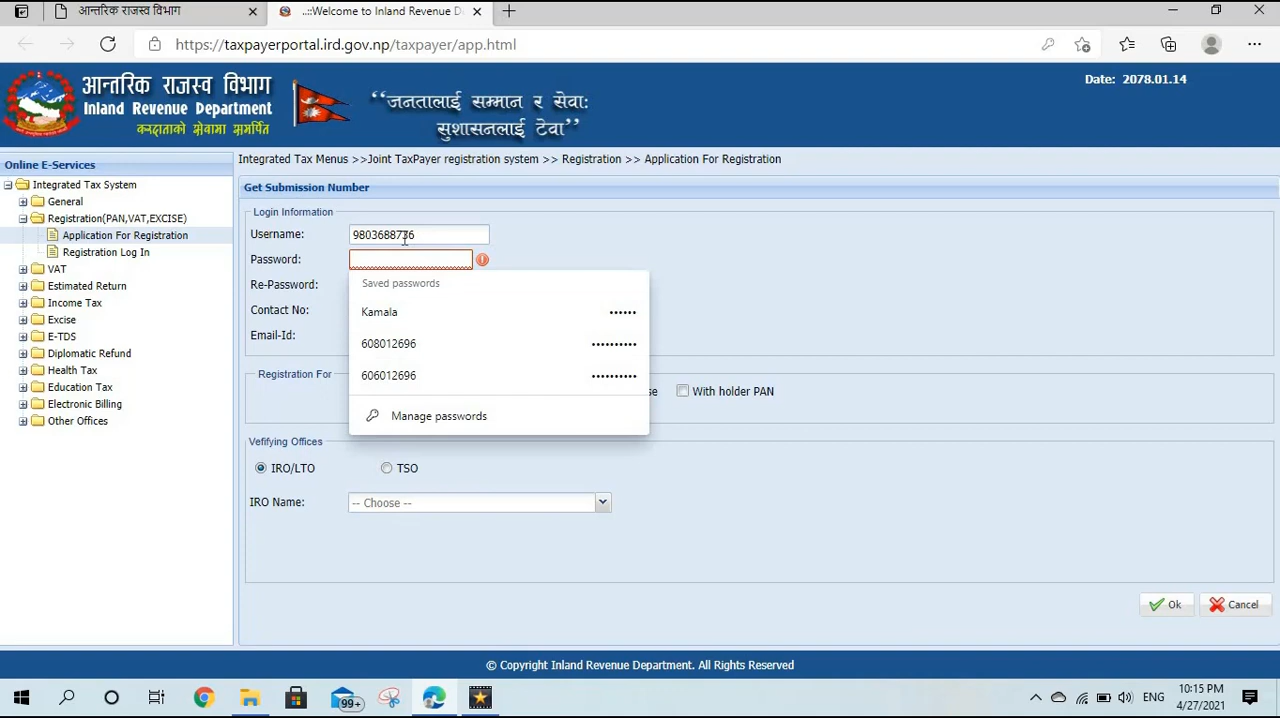 आन्तरिक राजस्व विभाग
..::Welcome to Inland Revenue D
https://taxpayerportal.ird.gov.np/taxpayer/app.html
आन्तरिक राजस्व विभाग
Inland Revenue Department
करदाताको सेवामा समर्पित
‘‘जनतालाई सम्मान र सेवा:
सुशासनलाई टेवा’’
Date: 2078.01.14
Online E-Services
Integrated Tax System
General
Registration(PAN,VAT,EXCISE)
Application For Registration
Registration Log In
VAT
Estimated Return
Income Tax
Excise
E-TDS
Diplomatic Refund
Health Tax
Education Tax
Electronic Billing
Other Offices
Integrated Tax Menus >>Joint TaxPayer registration system >> Registration >> Application For Registration
Get Submission Number
Login Information
Username: 9803688736
Password:
Re-Password:
Contact No:
Email-Id:
Saved passwords
Kamala ••••••
608012696 ••••••••••
606012696 ••••••••••
Manage passwords
Registration For
se With holder PAN
Vefifying Offices
IRO/LTO TSO
IRO Name: -- Choose --
Ok Cancel
© Copyright Inland Revenue Department. All Rights Reserved
99+
ENG
10:15 PM
4/27/2021